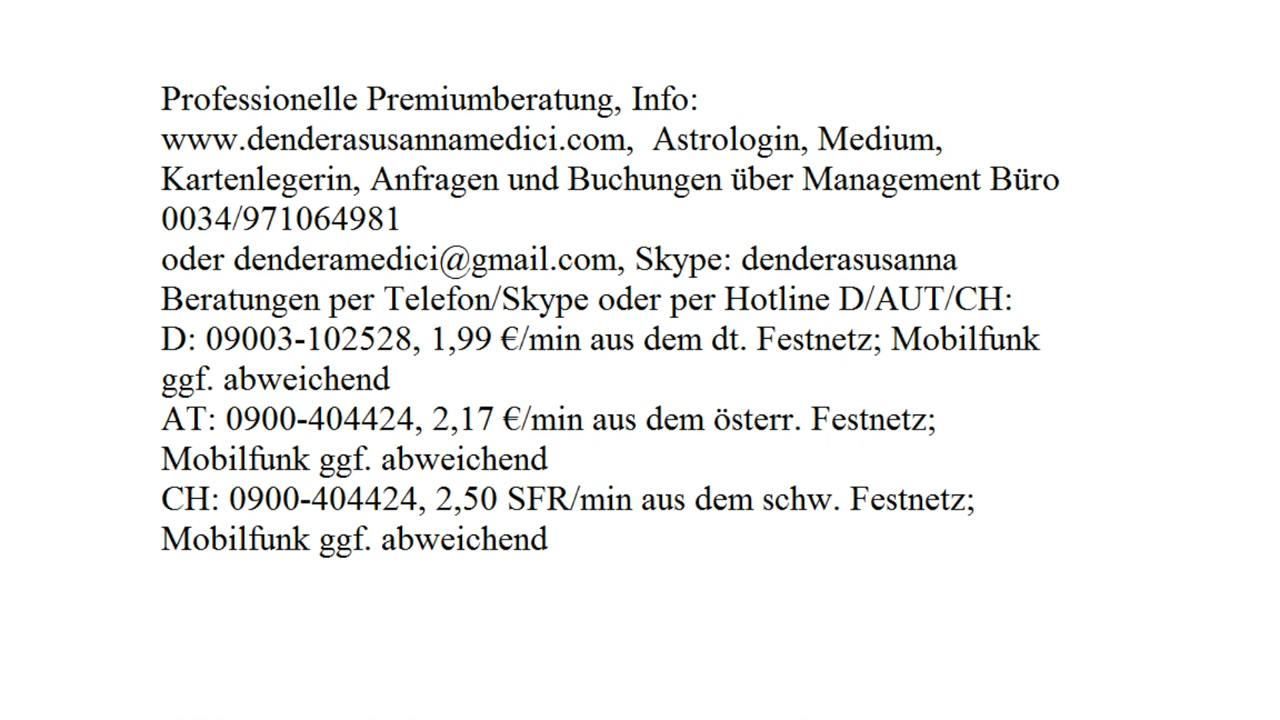 Professionelle Premiumberatung, Info:
www.denderasusannamedici.com,  Astrologin, Medium,
Kartenlegerin, Anfragen und Buchungen über Management Büro
0034/971064981
oder denderamedici@gmail.com, Skype: denderasusanna
Beratungen per Telefon/Skype oder per Hotline D/AUT/CH:
D: 09003-102528, 1,99 €/min aus dem dt. Festnetz; Mobilfunk
ggf. abweichend
AT: 0900-404424, 2,17 €/min aus dem österr. Festnetz;
Mobilfunk ggf. abweichend
CH: 0900-404424, 2,50 SFR/min aus dem schw. Festnetz;
Mobilfunk ggf. abweichend